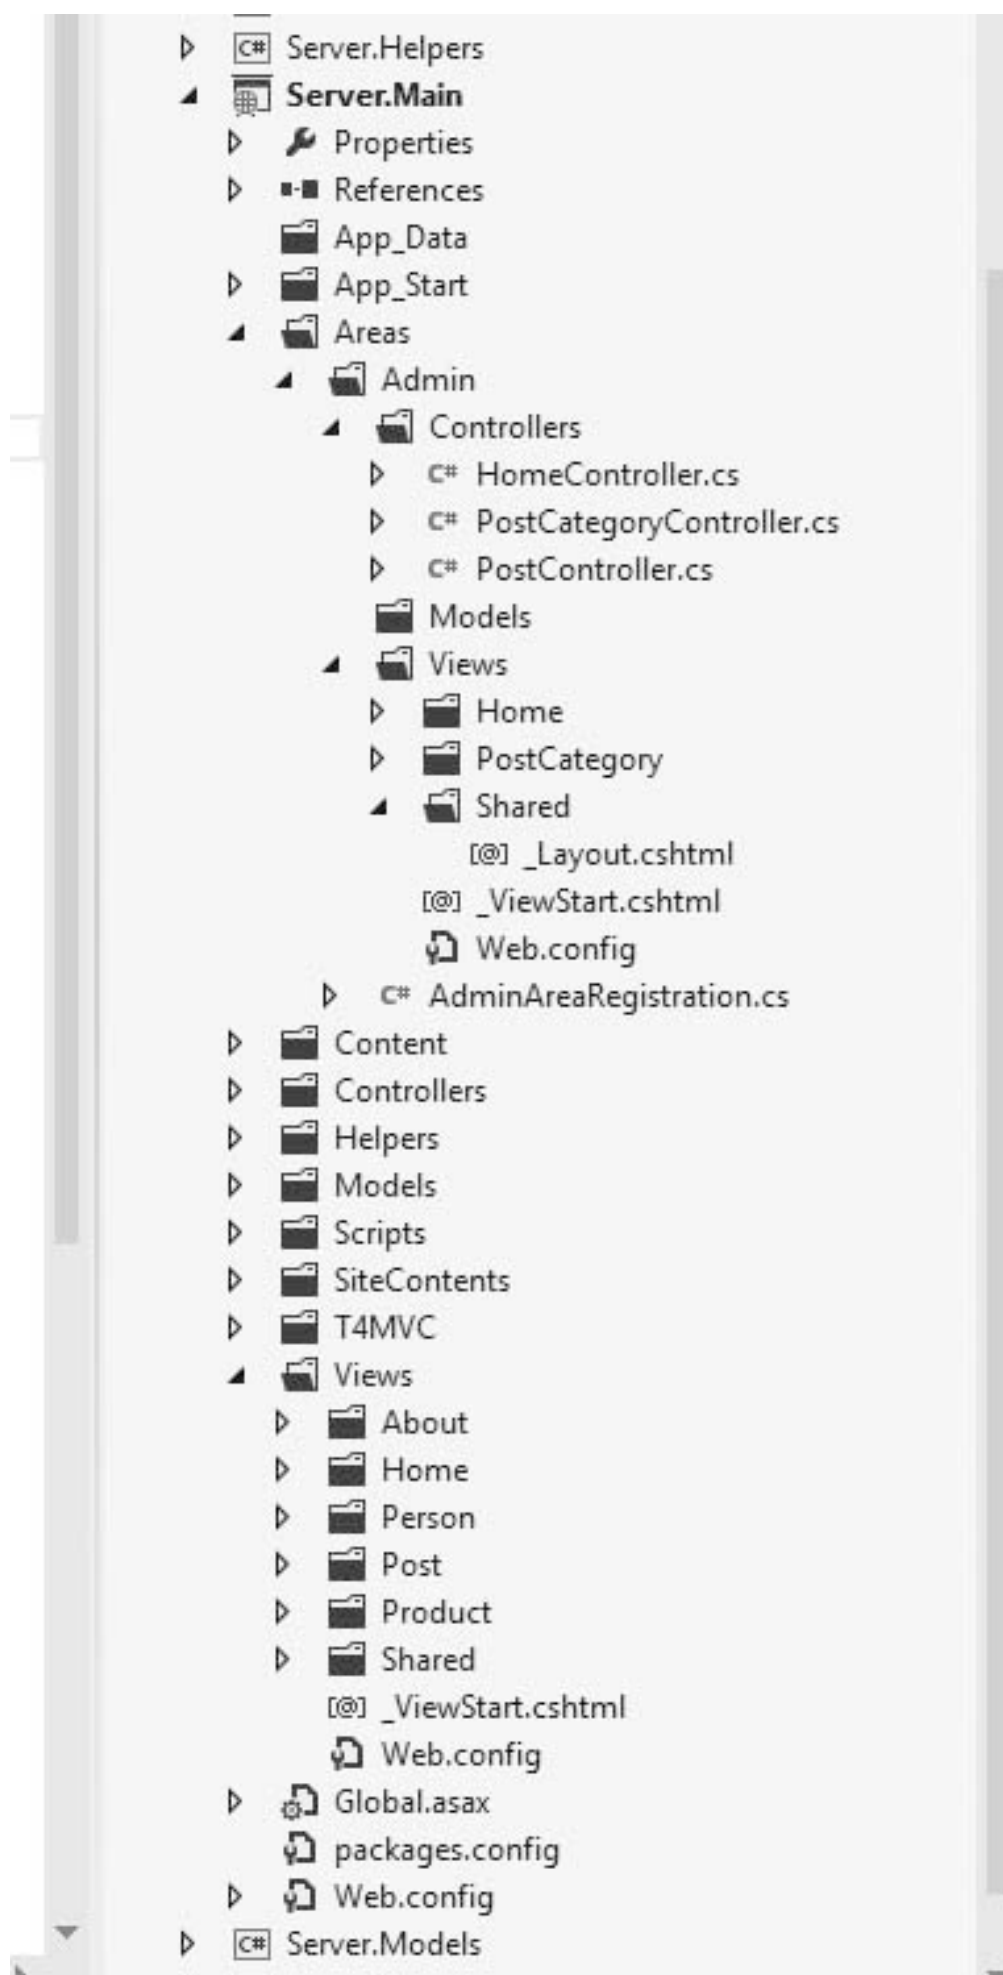 C# Server.Helpers
Server.Main
Properties
References
App_Data
App_Start
Areas
Admin
Controllers
C# HomeController.cs
C# PostCategoryController.cs
C# PostController.cs
Models
Views
Home
PostCategory
Shared
[@] _Layout.cshtml
[@] _ViewStart.cshtml
Web.config
C# AdminAreaRegistration.cs
Content
Controllers
Helpers
Models
Scripts
SiteContents
T4MVC
Views
About
Home
Person
Post
Product
Shared
[@] _ViewStart.cshtml
Web.config
Global.asax
packages.config
Web.config
C# Server.Models